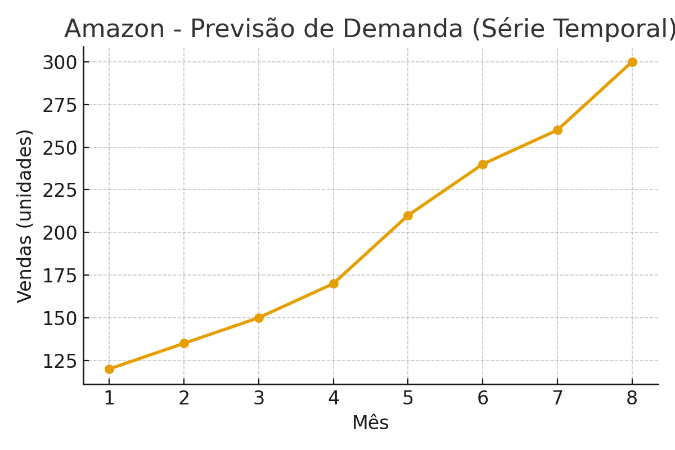 Amazon - Previsão de Demanda (Série Temporal)
300
275
250
225
200
175
150
125
Vendas (unidades)
1 2 3 4 5 6 7 8
Mês